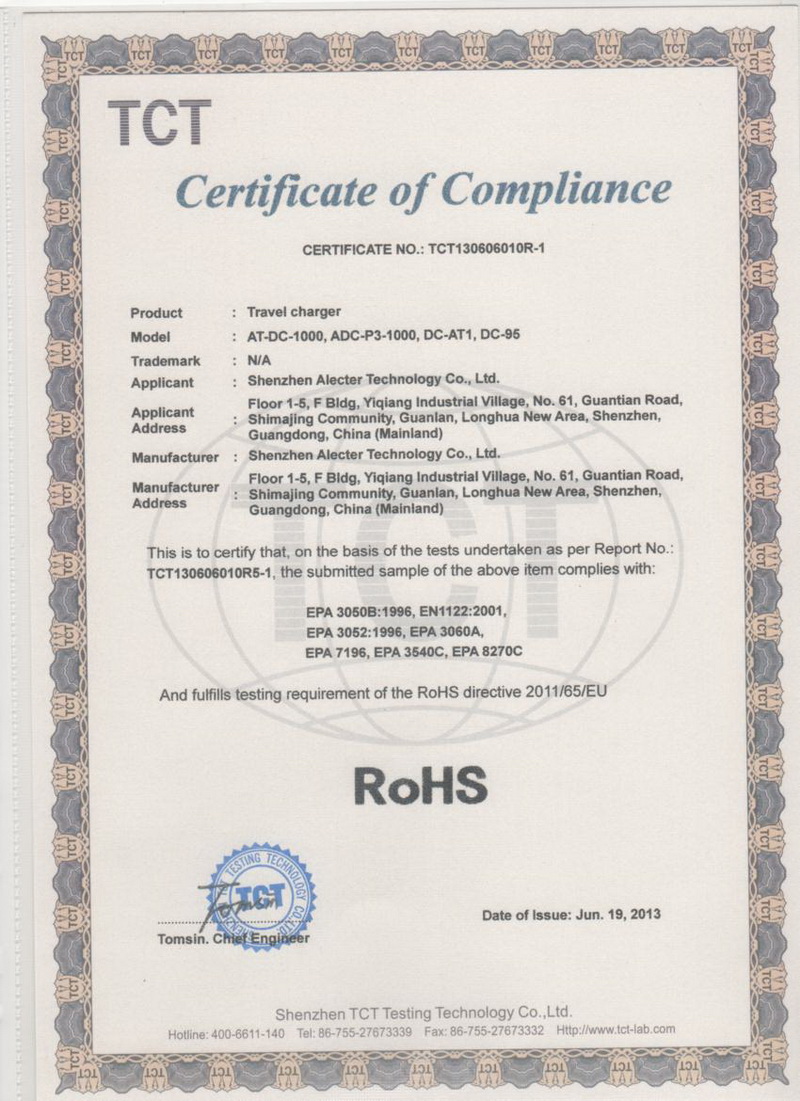 TCT
Certificate of Compliance
CERTIFICATE NO.: TCT130606010R-1
Product : Travel charger
Model : AT-DC-1000, ADC-P3-1000, DC-AT1, DC-95
Trademark : N/A
Applicant : Shenzhen Alecter Technology Co., Ltd.
Applicant Address : Floor 1-5, F Bldg, Yiqiang Industrial Village, No. 61, Guantian Road,
Shimajing Community, Guanlan, Longhua New Area, Shenzhen,
Guangdong, China (Mainland)
Manufacturer : Shenzhen Alecter Technology Co., Ltd.
Manufacturer Address : Floor 1-5, F Bldg, Yiqiang Industrial Village, No. 61, Guantian Road,
Shimajing Community, Guanlan, Longhua New Area, Shenzhen,
Guangdong, China (Mainland)
This is to certify that, on the basis of the tests undertaken as per Report No.:
TCT130606010R5-1, the submitted sample of the above item complies with:
EPA 3050B:1996, EN1122:2001,
EPA 3052:1996, EPA 3060A,
EPA 7196, EPA 3540C, EPA 8270C
And fulfills testing requirement of the RoHS directive 2011/65/EU
RoHS
TESTING TECHNOLOGY CO.,LTD.
TCT
Tomsin
Tomsin. Chief Engineer
Date of Issue: Jun. 19, 2013
Shenzhen TCT Testing Technology Co.,Ltd.
Hotline: 400-6611-140 Tel: 86-755-27673339 Fax: 86-755-27673332 Http://www.tct-lab.com